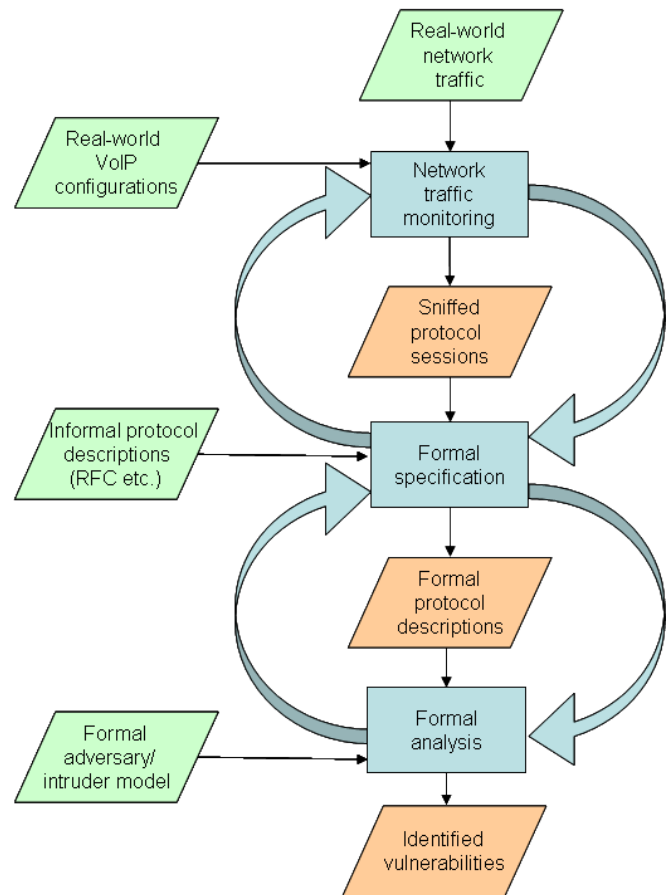 Real-world
network
traffic
Real-world
VoIP
configurations
Network
traffic
monitoring
Sniffed
protocol
sessions
Informal protocol
descriptions
(RFC etc.)
Formal
specification
Formal
protocol
descriptions
Formal
adversary/
intruder model
Formal
analysis
Identified
vulnerabilities